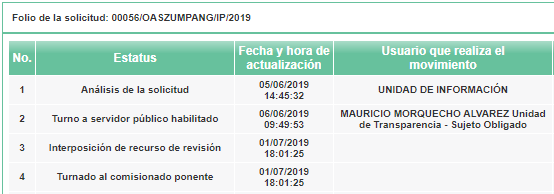 Folio de la solicitud: 00056/OASZUMPANG/IP/2019
No. Estatus Fecha y hora de actualización Usuario que realiza el movimiento
1 Análisis de la solicitud 05/06/2019 14:45:32 UNIDAD DE INFORMACIÓN
2 Turno a servidor público habilitado 06/06/2019 09:49:53 MAURICIO MORQUECHO ALVAREZ Unidad de Transparencia - Sujeto Obligado
3 Interposición de recurso de revisión 01/07/2019 18:01:25
4 Turnado al comisionado ponente 01/07/2019 18:01:25